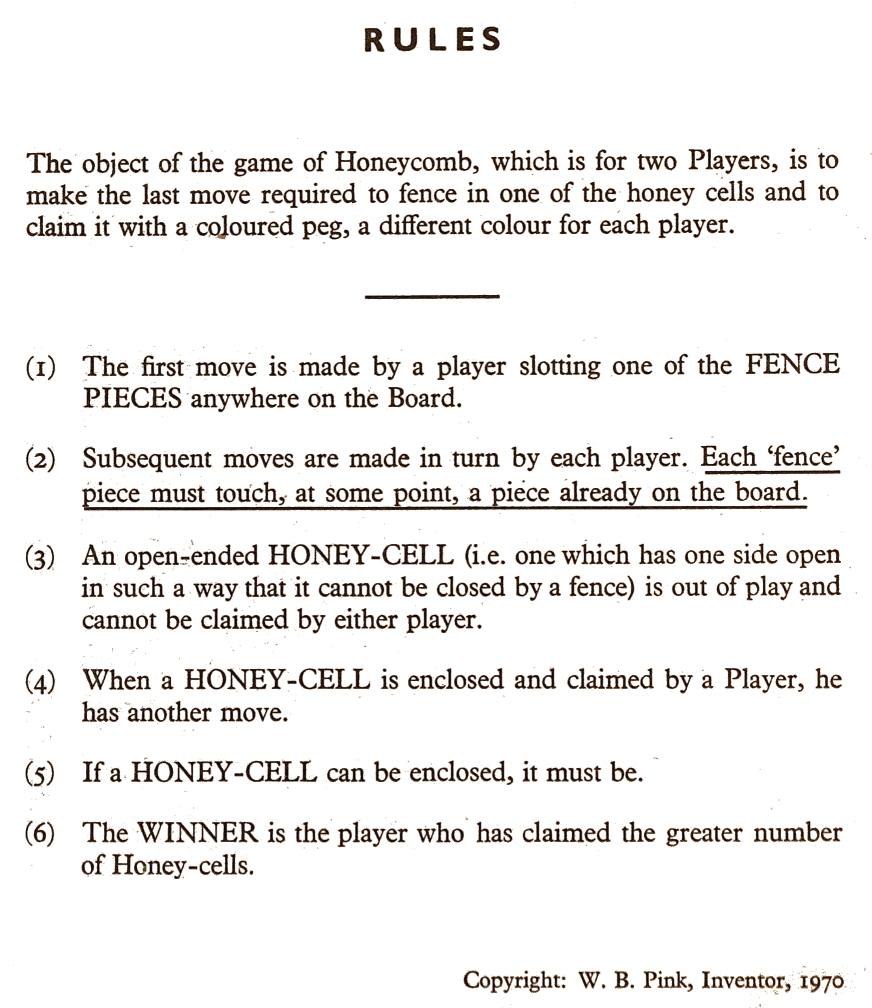 RULES
The object of the game of Honeycomb, which is for two Players, is to
make the last move required to fence in one of the honey cells and to
claim it with a coloured peg, a different colour for each player.
(1) The first move is made by a player slotting one of the FENCE
PIECES anywhere on the Board.
(2) Subsequent moves are made in turn by each player. Each ‘fence’
piece must touch, at some point, a piece already on the board.
(3) An open-ended HONEY-CELL (i.e. one which has one side open
in such a way that it cannot be closed by a fence) is out of play and
cannot be claimed by either player.
(4) When a HONEY-CELL is enclosed and claimed by a Player, he
has another move.
(5) If a HONEY-CELL can be enclosed, it must be.
(6) The WINNER is the player who has claimed the greater number
of Honey-cells.
Copyright: W. B. Pink, Inventor, 1970